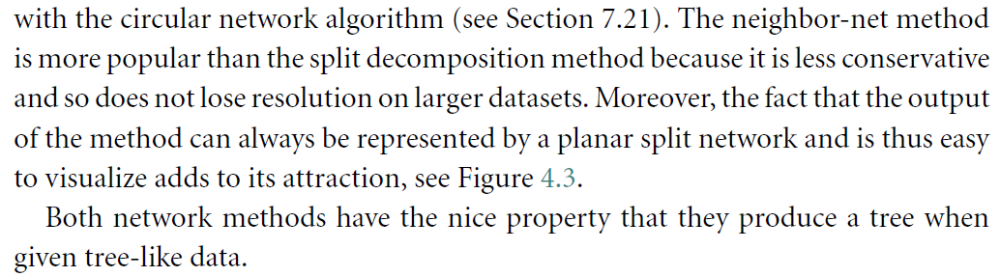 with the circular network algorithm (see Section 7.21). The neighbor-net method
is more popular than the split decomposition method because it is less conservative
and so does not lose resolution on larger datasets. Moreover, the fact that the output
of the method can always be represented by a planar split network and is thus easy
to visualize adds to its attraction, see Figure 4.3.
Both network methods have the nice property that they produce a tree when
given tree-like data.